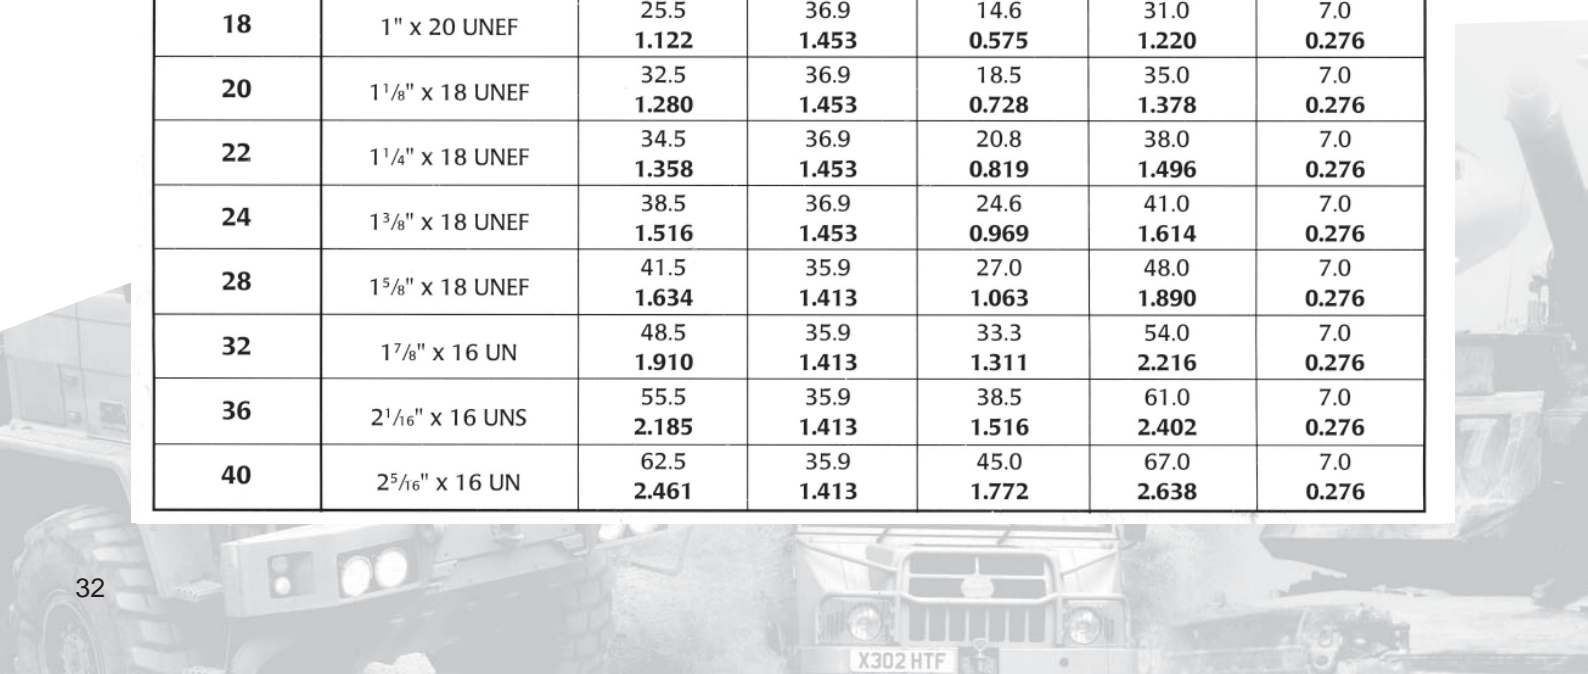 18 1" x 20 UNEF 25.5 36.9 14.6 31.0 7.0
1.122 1.453 0.575 1.220 0.276
20 1¹/₈" x 18 UNEF 32.5 36.9 18.5 35.0 7.0
1.280 1.453 0.728 1.378 0.276
22 1¹/₄" x 18 UNEF 34.5 36.9 20.8 38.0 7.0
1.358 1.453 0.819 1.496 0.276
24 1³/₈" x 18 UNEF 38.5 36.9 24.6 41.0 7.0
1.516 1.453 0.969 1.614 0.276
28 1⁵/₈" x 18 UNEF 41.5 35.9 27.0 48.0 7.0
1.634 1.413 1.063 1.890 0.276
32 1⁷/₈" x 16 UN 48.5 35.9 33.3 54.0 7.0
1.910 1.413 1.311 2.216 0.276
36 2¹/₁₆" x 16 UNS 55.5 35.9 38.5 61.0 7.0
2.185 1.413 1.516 2.402 0.276
40 2⁵/₁₆" x 16 UN 62.5 35.9 45.0 67.0 7.0
2.461 1.413 1.772 2.638 0.276
32
X302 HTF